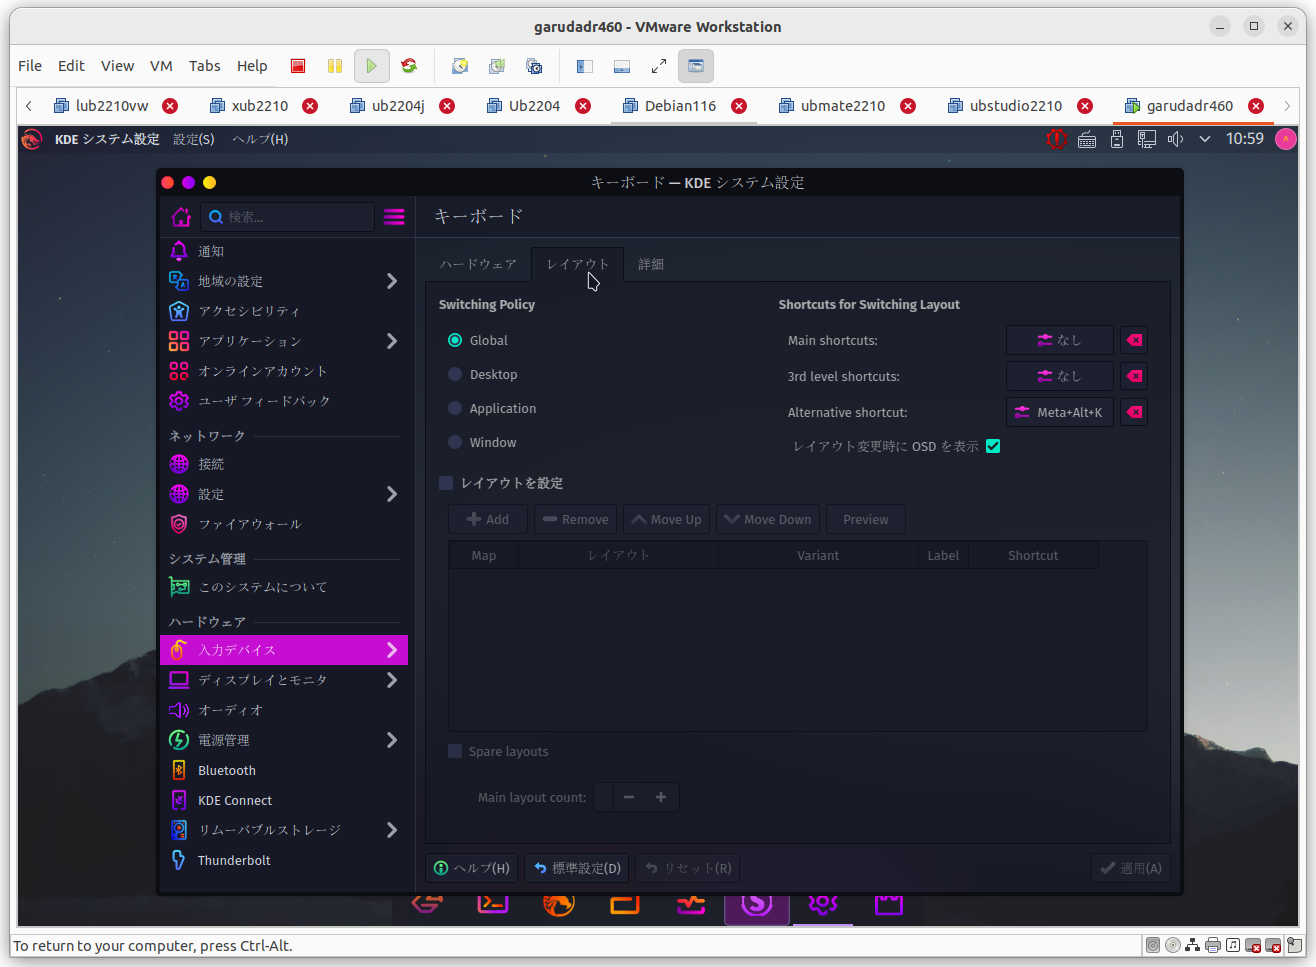 garudadr460 - VMware Workstation
File Edit View VM Tabs Help
lub2210vw xub2210 ub2204j Ub2204 Debian116 ubmate2210 ubstudio2210 garudadr460
KDE システム設定 設定(S) ヘルプ(H) 10:59
キーボード — KDE システム設定
検索... キーボード
通知
地域の設定
アクセシビリティ
アプリケーション
オンラインアカウント
ユーザ フィードバック
ネットワーク
接続
設定
ファイアウォール
システム管理
このシステムについて
ハードウェア
入力デバイス
ディスプレイとモニタ
オーディオ
電源管理
Bluetooth
KDE Connect
リムーバブルストレージ
Thunderbolt
ハードウェア レイアウト 詳細
Switching Policy
Global
Desktop
Application
Window
Shortcuts for Switching Layout
Main shortcuts: なし
3rd level shortcuts: なし
Alternative shortcut: Meta+Alt+K
レイアウト変更時に OSD を表示
レイアウトを設定
Add Remove Move Up Move Down Preview
Map レイアウト Variant Label Shortcut
Spare layouts
Main layout count:
ヘルプ(H) 標準設定(D) リセット(R) 適用(A)
To return to your computer, press Ctrl-Alt.